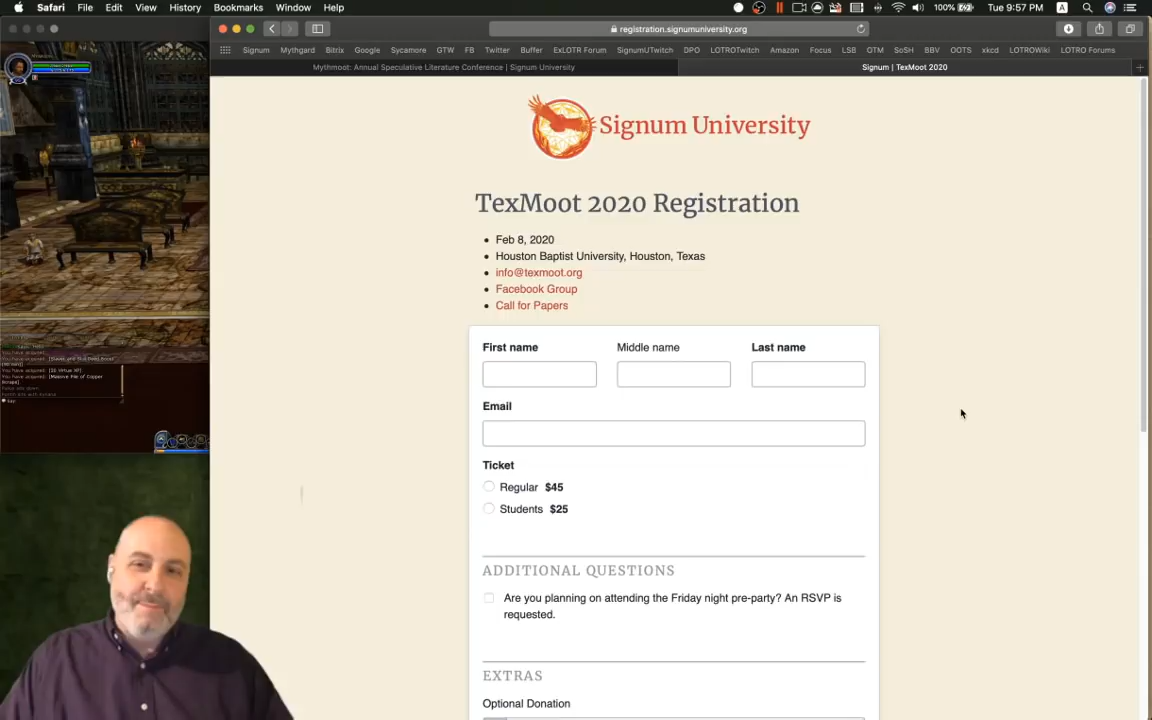 Safari File Edit View History Bookmarks Window Help
100% Tue 9:57 PM
registration.signumuniversity.org
Signum Mythgard Bitrix Google Sycamore GTW FB Twitter Buffer ExLOTR Forum SignumUTwitch DPO LOTROTwitch Amazon Focus LSB OTM SoSH BBV OOTS xkcd LOTROWiki LOTRO Forums
Mythmoot: Annual Speculative Literature Conference | Signum University
Signum | TexMoot 2020
Signum University
TexMoot 2020 Registration
Feb 8, 2020
Houston Baptist University, Houston, Texas
info@texmoot.org
Facebook Group
Call for Papers
First name Middle name Last name
Email
Ticket
Regular $45
Students $25
ADDITIONAL QUESTIONS
Are you planning on attending the Friday night pre-party? An RSVP is
requested.
EXTRAS
Optional Donation